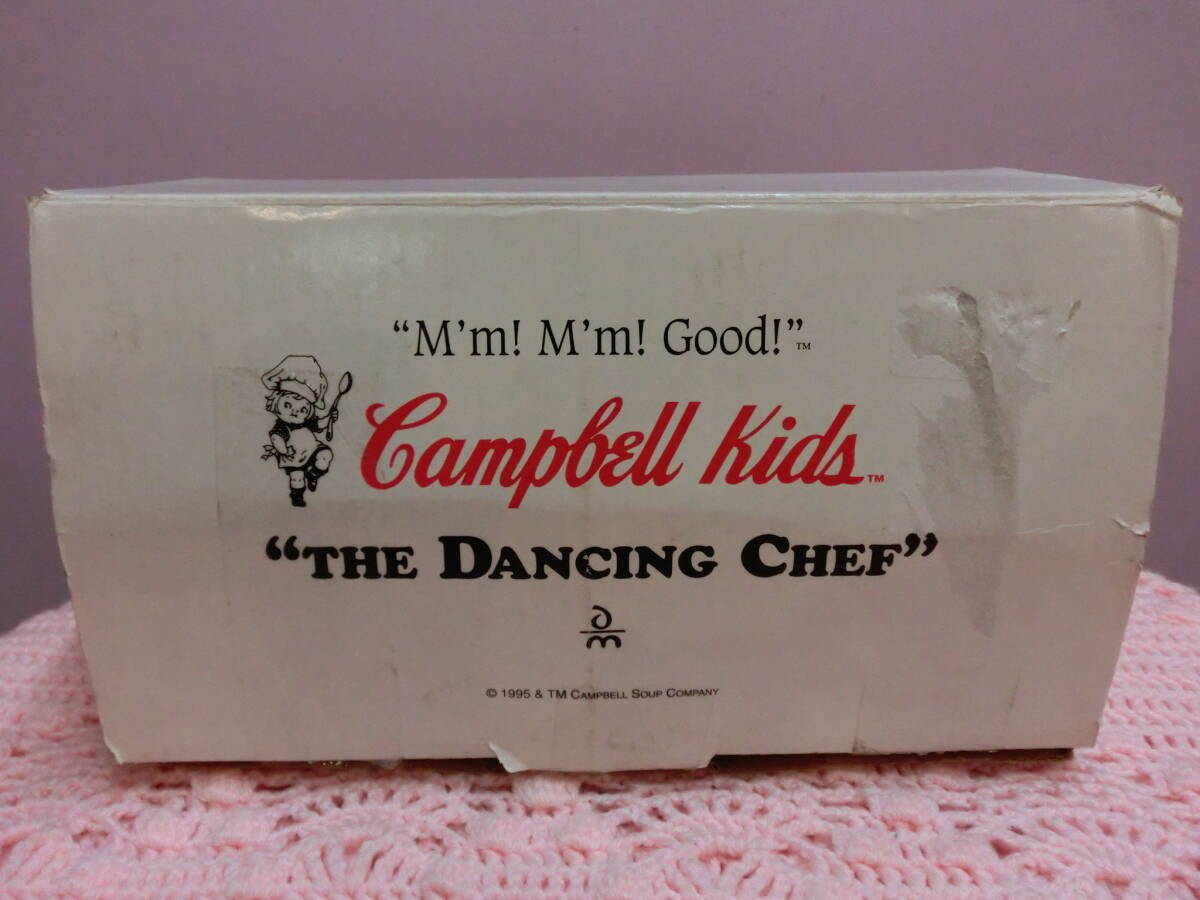 “M’m! M’m! Good!”™
Campbell Kids™
“THE DANCING CHEF”
© 1995 & TM CAMPBELL SOUP COMPANY